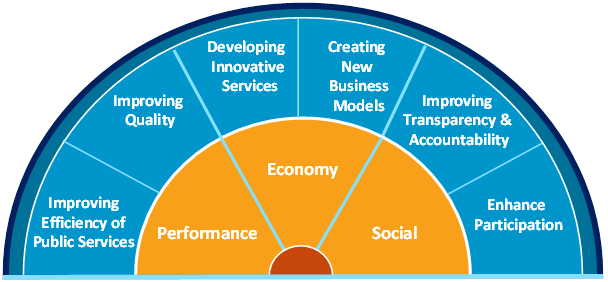 Improving
Efficiency of
Public Services
Improving
Quality
Developing
Innovative
Services
Creating
New
Business
Models
Improving
Transparency &
Accountability
Enhance
Participation
Performance
Economy
Social